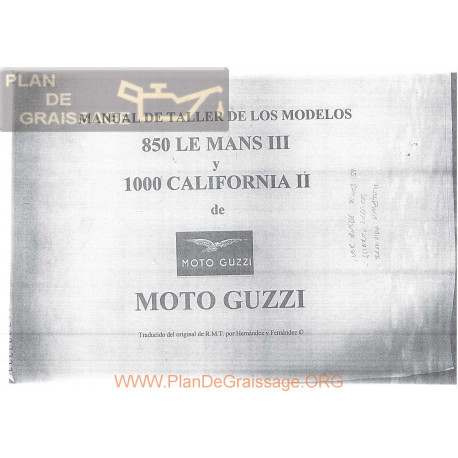 PLAN
DE
GRAISSAGE
MANUAL DE TALLER DE LOS MODELOS
850 LE MANS III
y
1000 CALIFORNIA II
de
MOTO GUZZI
MOTO GUZZI
Traducido del original de R.M.T. por Hernández y Fernández ©
www.PlanDeGraissage.ORG